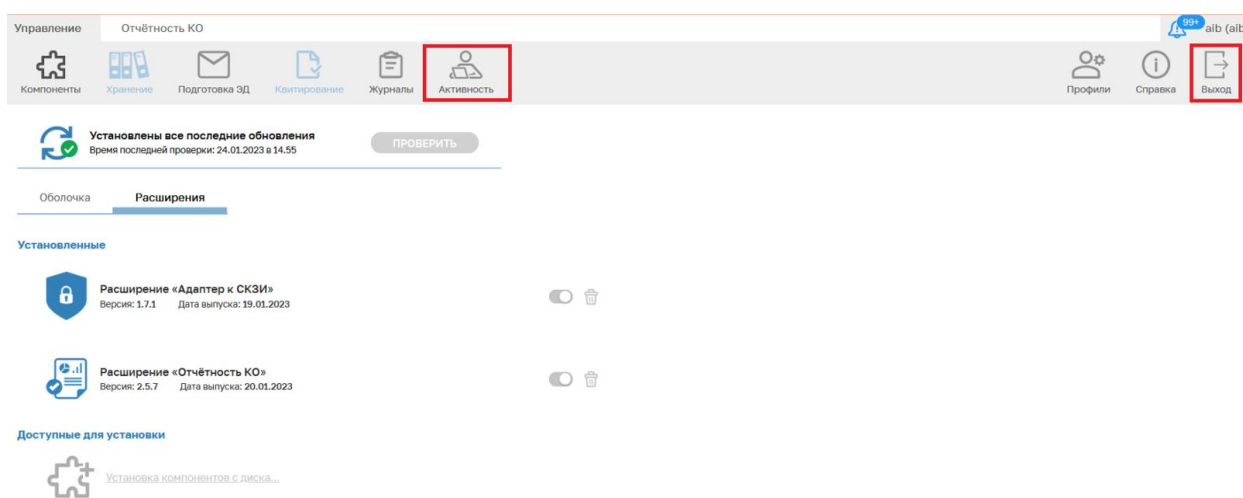 Управление Отчётность КО 99+ aib (aib
Компоненты Хранение Подготовка ЭД Квитирование Журналы Активность Профили Справка Выход
Установлены все последние обновления
Время последней проверки: 24.01.2023 в 14.55
ПРОВЕРИТЬ
Оболочка Расширения
Установленные
Расширение «Адаптер к СКЗИ»
Версия: 1.7.1 Дата выпуска: 19.01.2023
Расширение «Отчётность КО»
Версия: 2.5.7 Дата выпуска: 20.01.2023
Доступные для установки
Установка компонентов с диска...